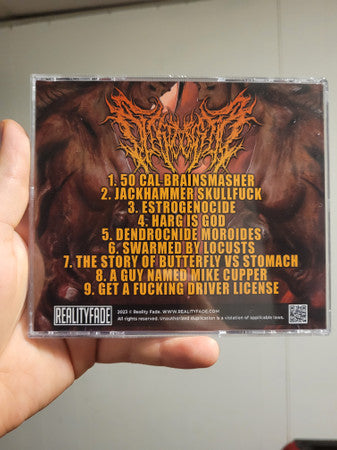 1. 50 CAL BRAINSMASHER
2. JACKHAMMER SKULLFUCK
3. ESTROGENOCIDE
4. HARG IS GOD
5. DENDROCNIDE MOROIDES
6. SWARMED BY LOCUSTS
7. THE STORY OF BUTTERFLY VS STOMACH
8. A GUY NAMED MIKE CUPPER
9. GET A FUCKING DRIVER LICENSE
REALITYFADE
2023 © Reality Fade. WWW.REALITYFADE.COM
All rights reserved. Unauthorized duplication is a violation of applicable laws.